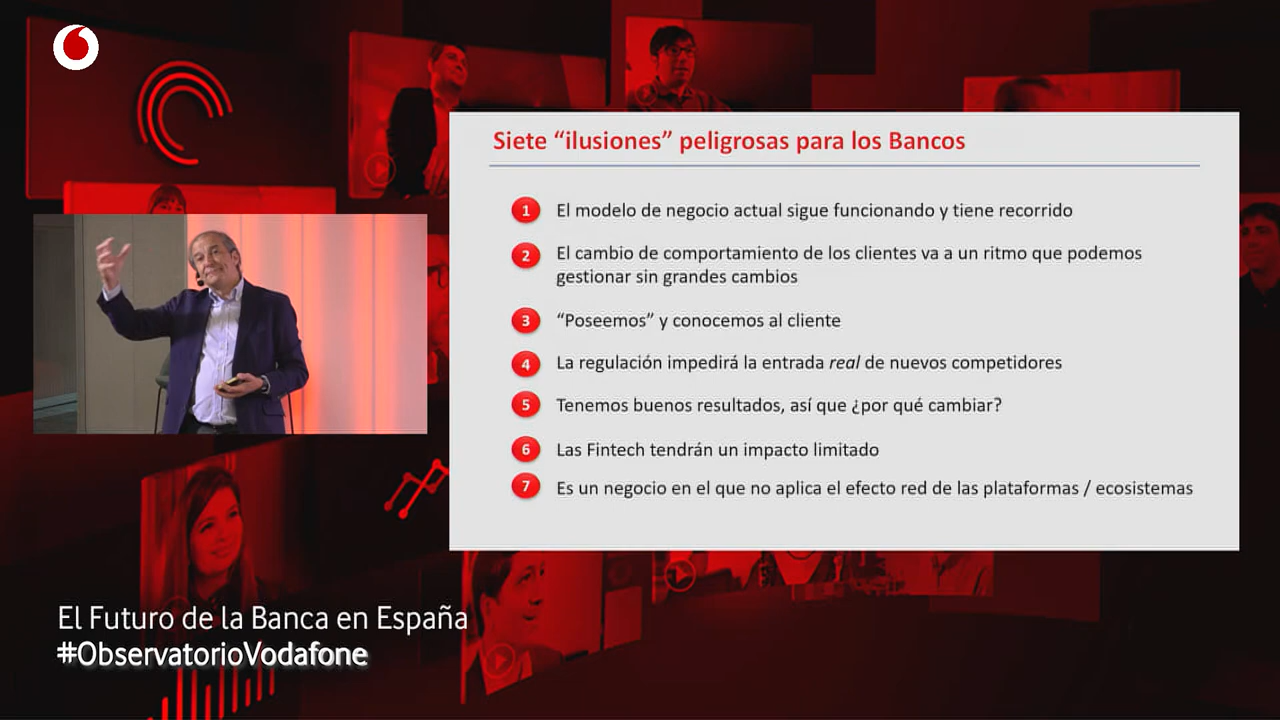 Siete “ilusiones” peligrosas para los Bancos
1 El modelo de negocio actual sigue funcionando y tiene recorrido
2 El cambio de comportamiento de los clientes va a un ritmo que podemos
gestionar sin grandes cambios
3 “Poseemos” y conocemos al cliente
4 La regulación impedirá la entrada real de nuevos competidores
5 Tenemos buenos resultados, así que ¿por qué cambiar?
6 Las Fintech tendrán un impacto limitado
7 Es un negocio en el que no aplica el efecto red de las plataformas / ecosistemas
El Futuro de la Banca en España
#ObservatorioVodafone